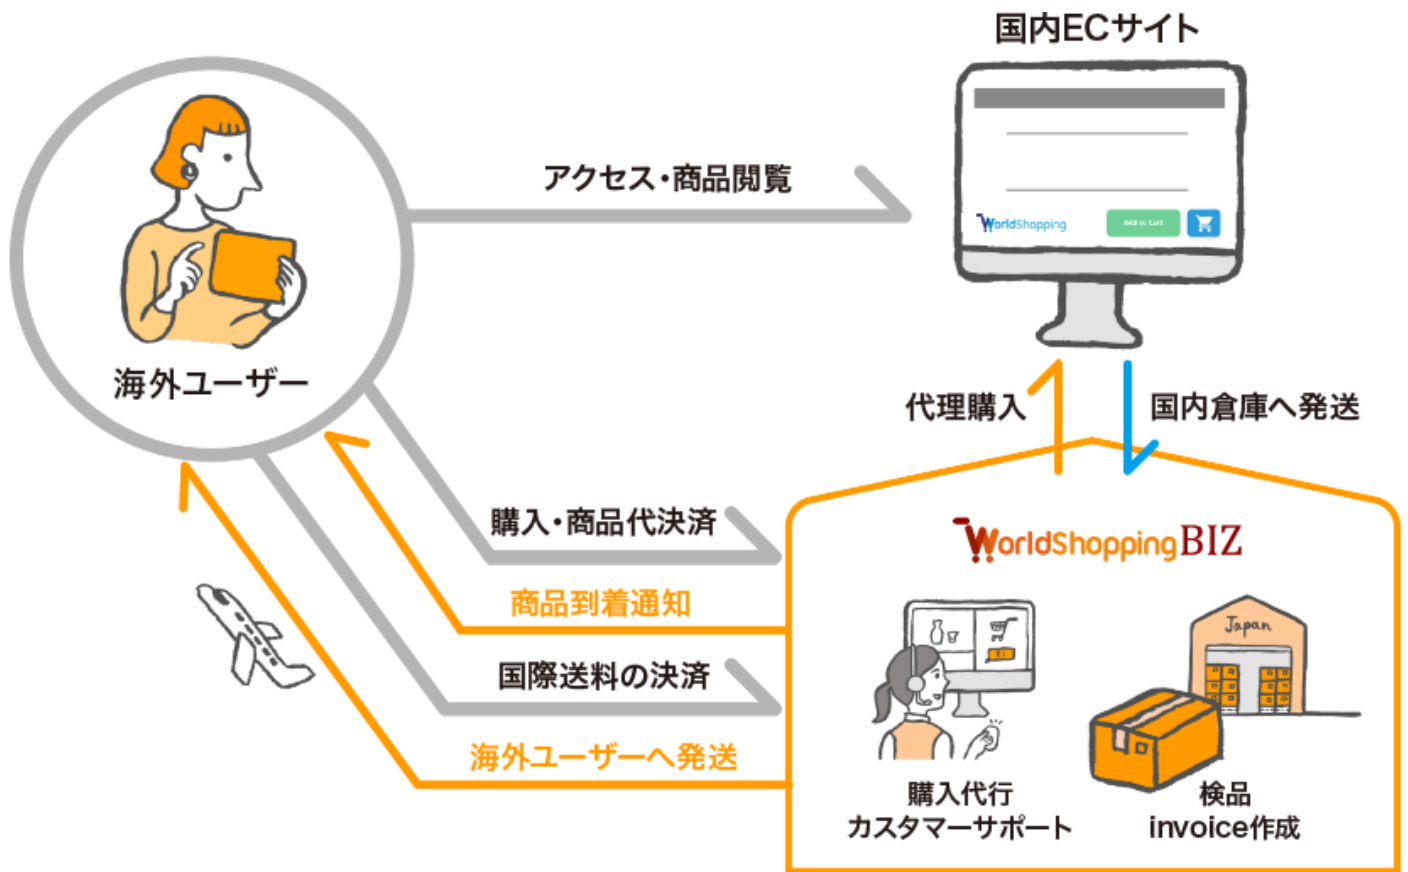 国内ECサイト
アクセス・商品閲覧
WorldShopping
Add to Cart
海外ユーザー
代理購入
国内倉庫へ発送
購入・商品代決済
WorldShopping BIZ
商品到着通知
Japan
国際送料の決済
海外ユーザーへ発送
購入代行
カスタマーサポート
検品
invoice作成